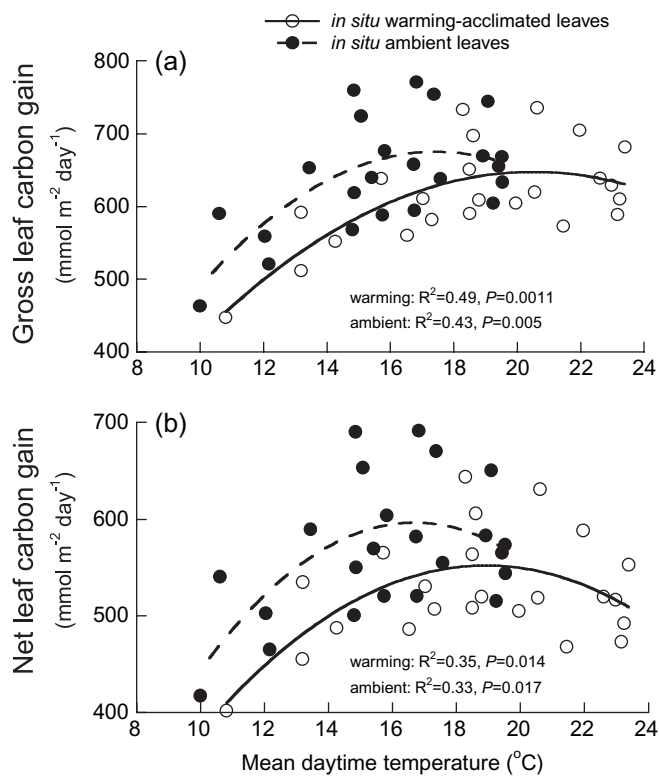 in situ warming-acclimated leaves
in situ ambient leaves
(a)
Gross leaf carbon gain
(mmol m⁻² day⁻¹)
800
700
600
500
400
warming: R²=0.49, P=0.0011
ambient: R²=0.43, P=0.005
8 10 12 14 16 18 20 22 24
(b)
Net leaf carbon gain
(mmol m⁻² day⁻¹)
700
600
500
400
warming: R²=0.35, P=0.014
ambient: R²=0.33, P=0.017
8 10 12 14 16 18 20 22 24
Mean daytime temperature (°C)